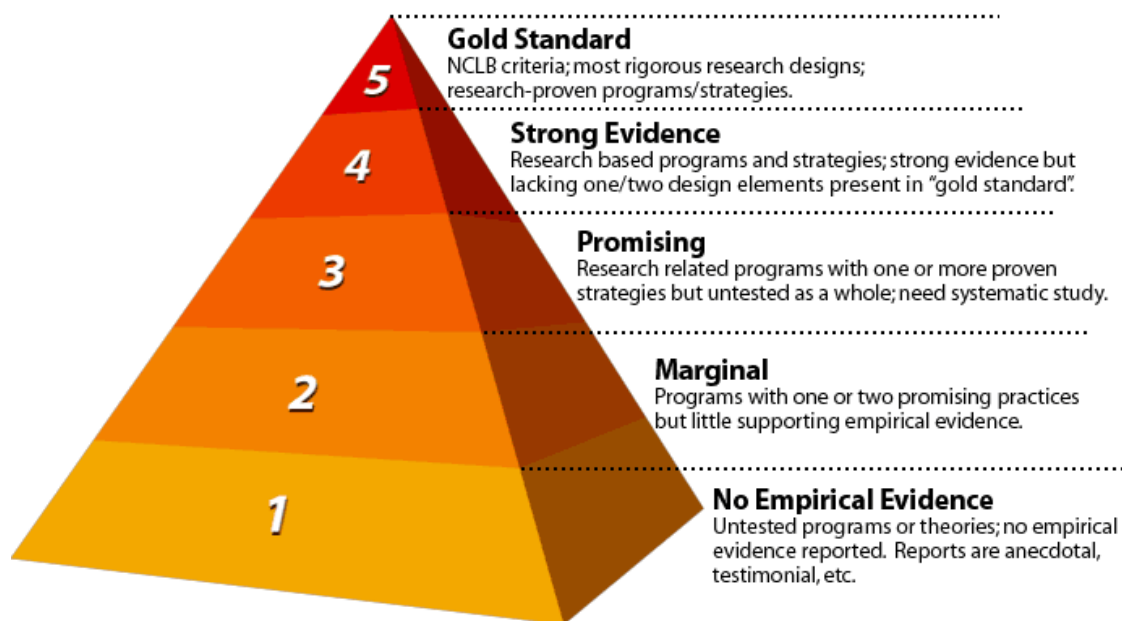 Gold Standard
NCLB criteria; most rigorous research designs;
research-proven programs/strategies.
5
Strong Evidence
Research based programs and strategies; strong evidence but
lacking one/two design elements present in “gold standard”.
4
Promising
Research related programs with one or more proven
strategies but untested as a whole; need systematic study.
3
Marginal
Programs with one or two promising practices
but little supporting empirical evidence.
2
No Empirical Evidence
Untested programs or theories; no empirical
evidence reported. Reports are anecdotal,
testimonial, etc.
1